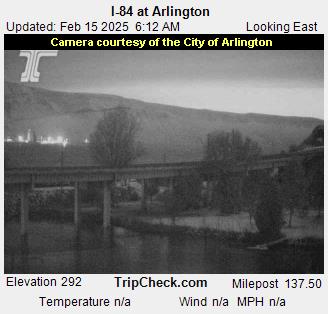 I-84 at Arlington
Updated: Feb 15 2025 6:12 AM Looking East
Camera courtesy of the City of Arlington
Elevation 292 TripCheck.com Milepost 137.50
Temperature n/a Wind n/a MPH n/a